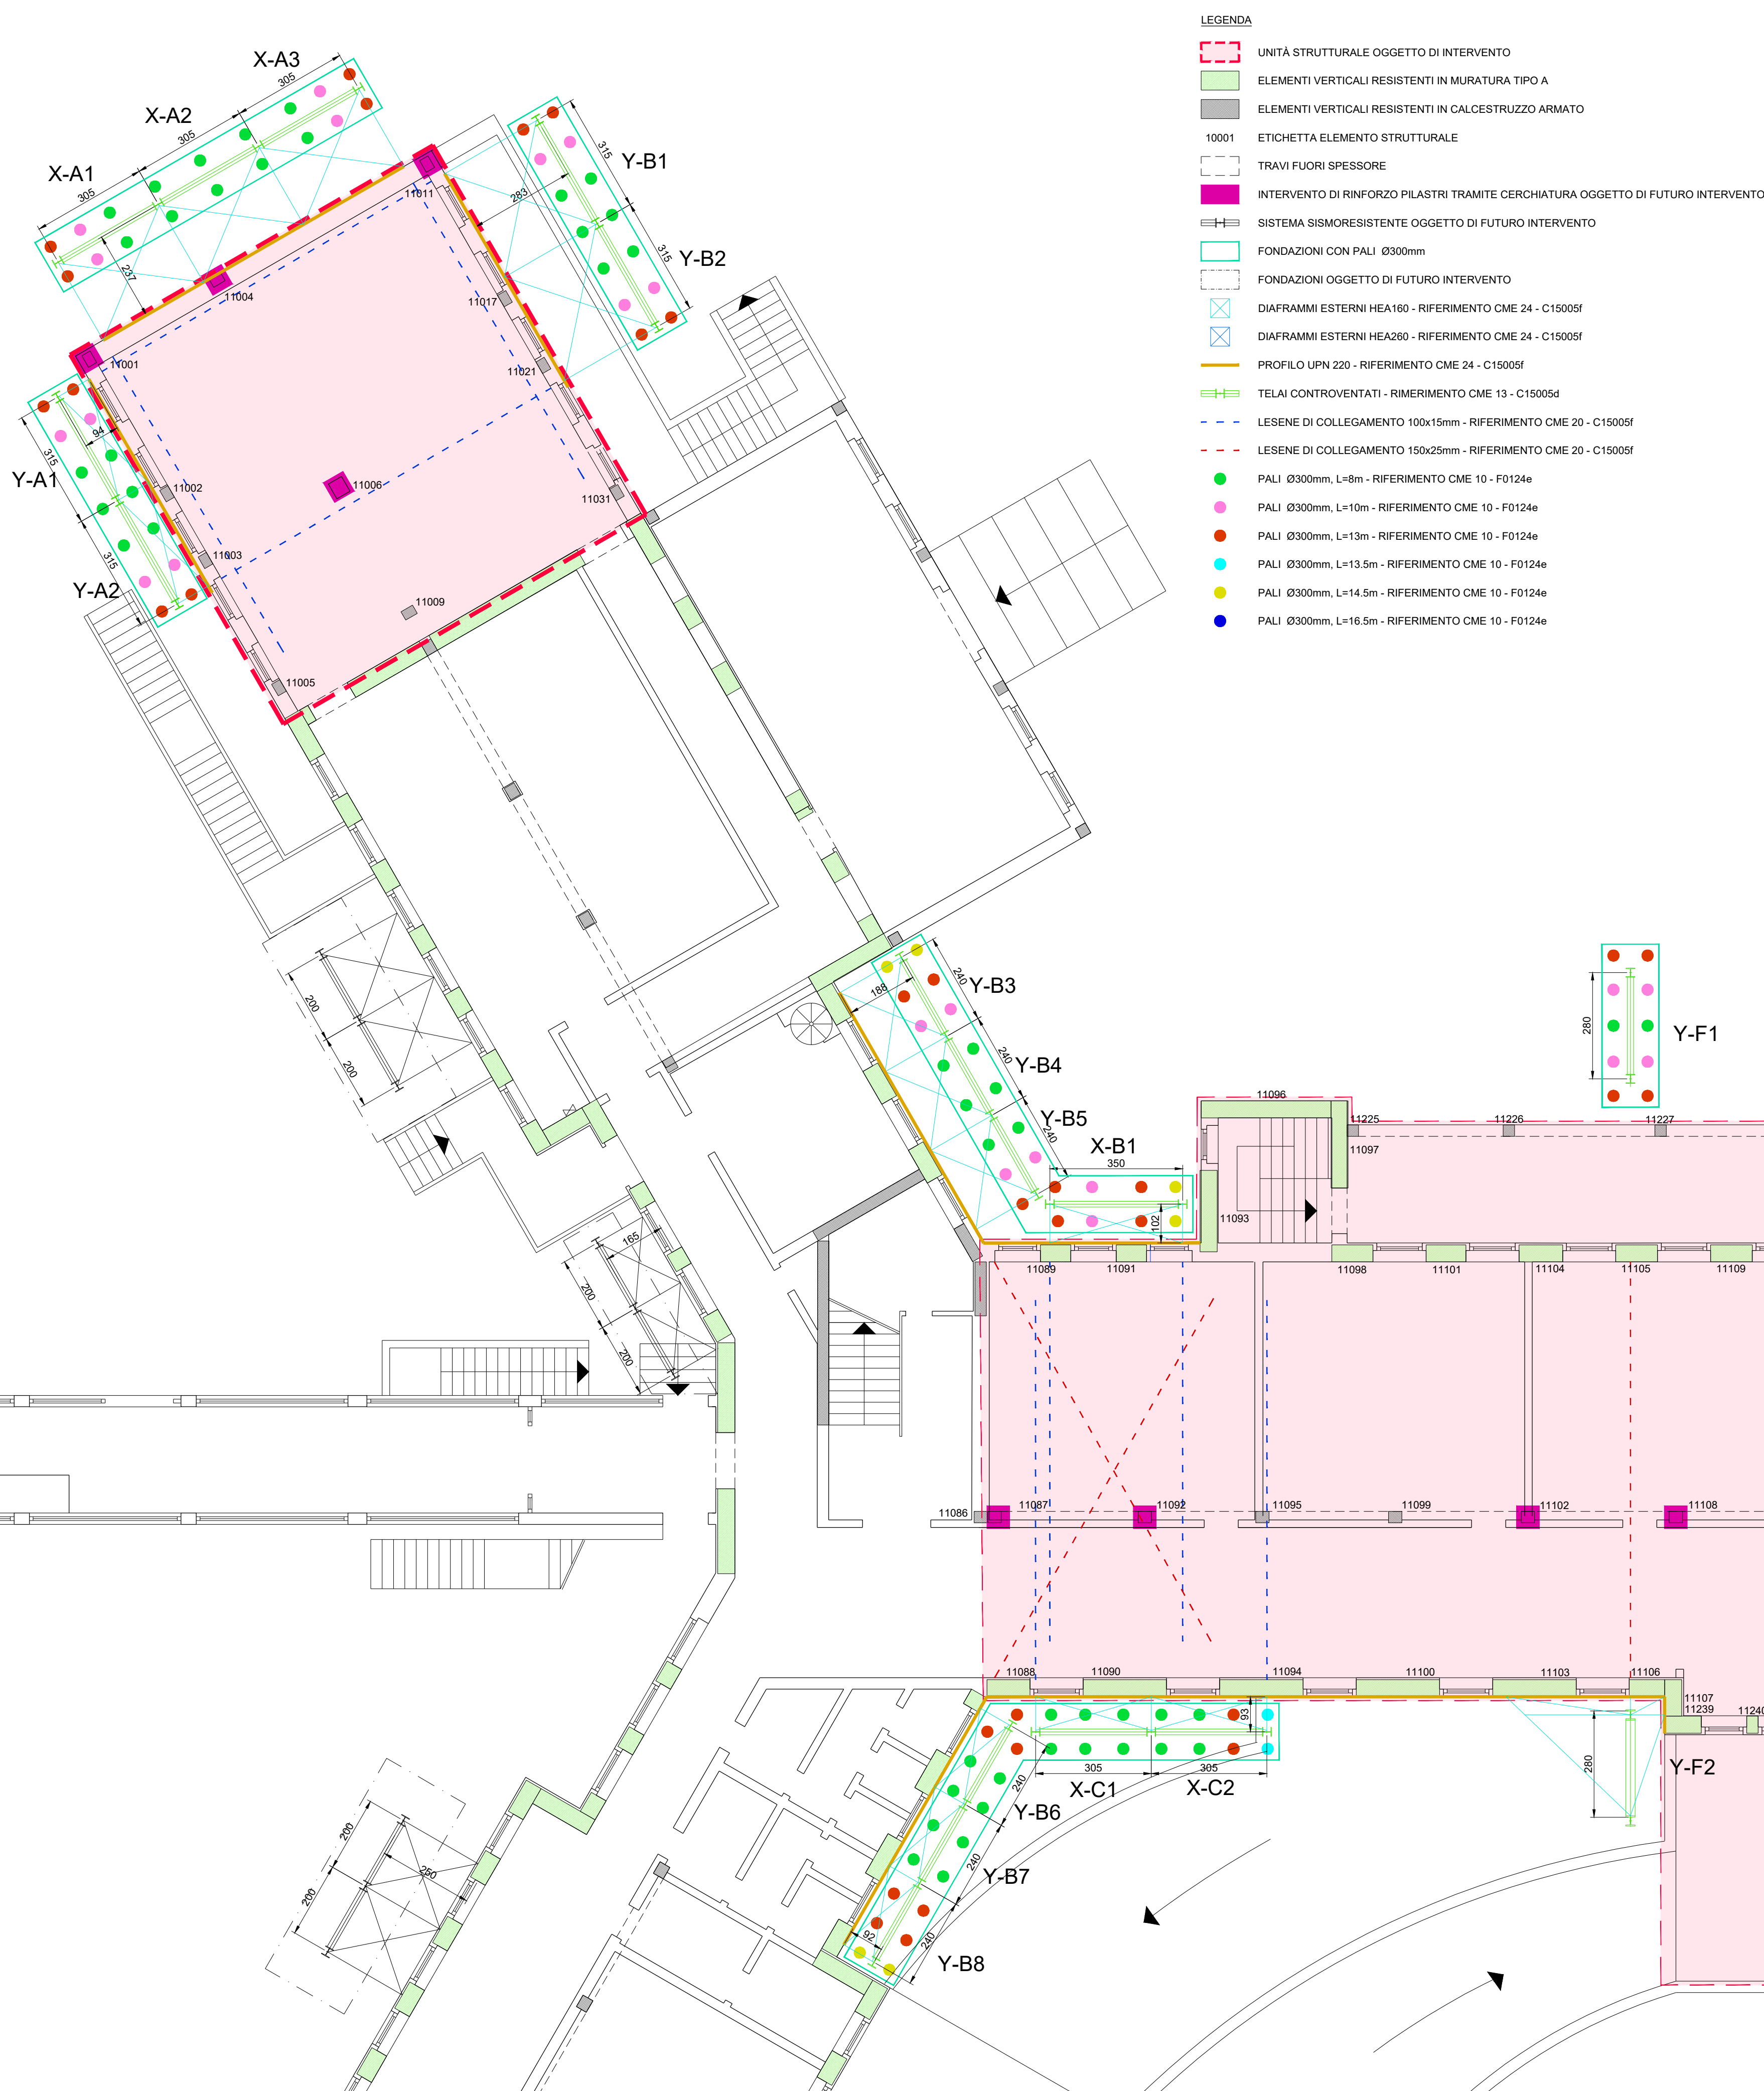 LEGENDA
UNITÀ STRUTTURALE OGGETTO DI INTERVENTO
ELEMENTI VERTICALI RESISTENTI IN MURATURA TIPO A
ELEMENTI VERTICALI RESISTENTI IN CALCESTRUZZO ARMATO
10001 ETICHETTA ELEMENTO STRUTTURALE
TRAVI FUORI SPESSORE
INTERVENTO DI RINFORZO PILASTRI TRAMITE CERCHIATURA OGGETTO DI FUTURO INTERVENTO
SISTEMA SISMORESISTENTE OGGETTO DI FUTURO INTERVENTO
FONDAZIONI CON PALI Ø300mm
FONDAZIONI OGGETTO DI FUTURO INTERVENTO
DIAFRAMMI ESTERNI HEA160 - RIFERIMENTO CME 24 - C15005f
DIAFRAMMI ESTERNI HEA260 - RIFERIMENTO CME 24 - C15005f
PROFILO UPN 220 - RIFERIMENTO CME 24 - C15005f
TELAI CONTROVENTATI - RIMERIMENTO CME 13 - C15005d
LESENE DI COLLEGAMENTO 100x15mm - RIFERIMENTO CME 20 - C15005f
LESENE DI COLLEGAMENTO 150x25mm - RIFERIMENTO CME 20 - C15005f
PALI Ø300mm, L=8m - RIFERIMENTO CME 10 - F0124e
PALI Ø300mm, L=10m - RIFERIMENTO CME 10 - F0124e
PALI Ø300mm, L=13m - RIFERIMENTO CME 10 - F0124e
PALI Ø300mm, L=13.5m - RIFERIMENTO CME 10 - F0124e
PALI Ø300mm, L=14.5m - RIFERIMENTO CME 10 - F0124e
PALI Ø300mm, L=16.5m - RIFERIMENTO CME 10 - F0124e
X-A3
305
X-A2
305
X-A1
305
237
Y-B1
315
283
Y-B2
315
11011
11004
11001
11017
11021
11031
11006
11002
11003
11009
11005
94
315
Y-A1
315
Y-A2
200
200
165
200
200
188
240
Y-B3
240
Y-B4
240
Y-B5
X-B1
350
102
280
Y-F1
11096
11225
11226
11227
11097
11093
11089
11091
11098
11101
11104
11105
11109
11086
11087
11092
11095
11099
11102
11108
11088
11090
11094
11100
11103
11106
11107
11239
11240
93
305
305
X-C1
X-C2
280
Y-F2
240
Y-B6
240
Y-B7
240
Y-B8
92
200
250
200